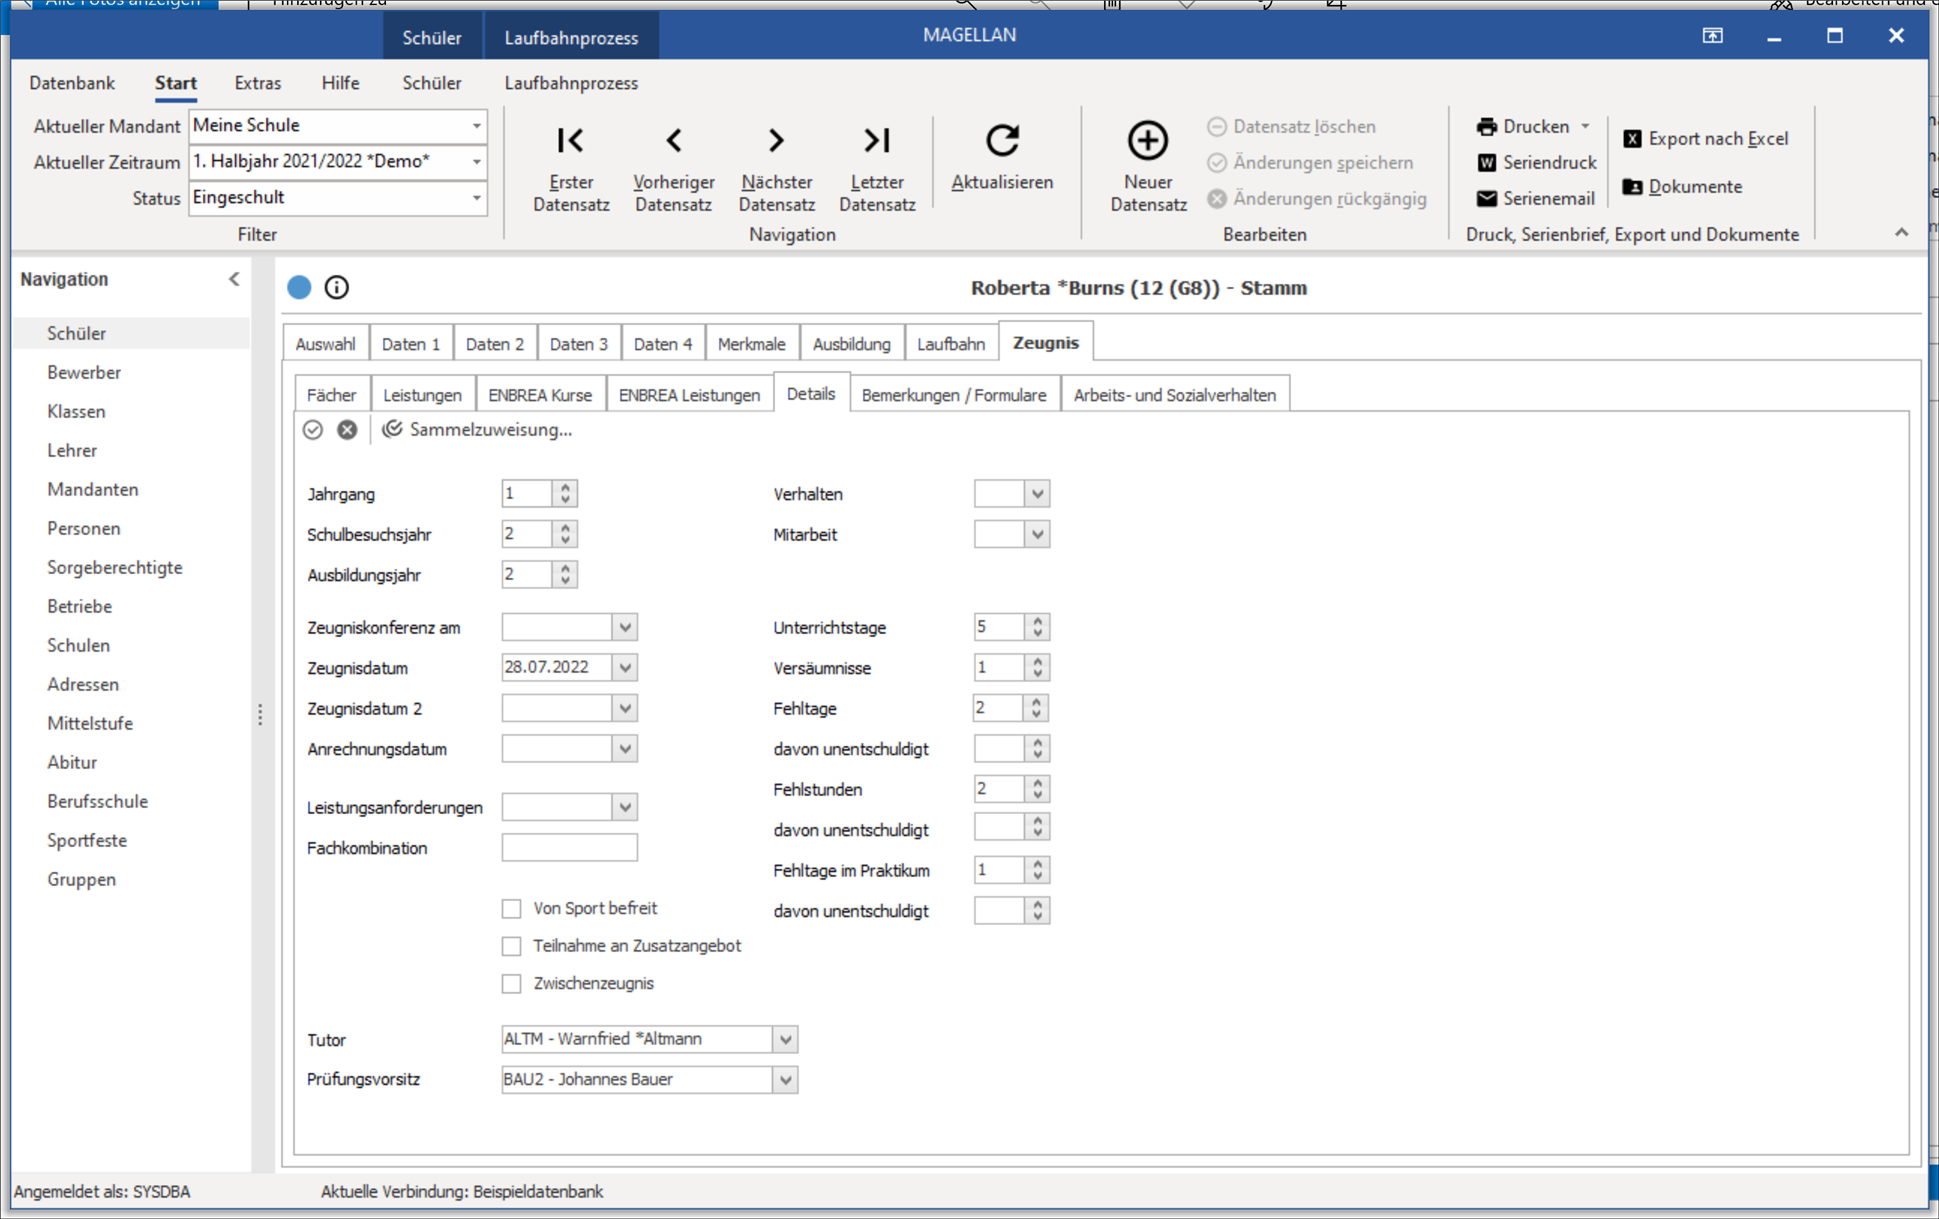 Alle Fotos anzeigen
Hinzufügen zu
Schüler
Laufbahnprozess
MAGELLAN
Datenbank
Start
Extras
Hilfe
Schüler
Laufbahnprozess
Aktueller Mandant Meine Schule
Aktueller Zeitraum 1. Halbjahr 2021/2022 *Demo*
Status Eingeschult
Filter
Erster Datensatz
Vorheriger Datensatz
Nächster Datensatz
Letzter Datensatz
Aktualisieren
Navigation
Neuer Datensatz
Datensatz löschen
Änderungen speichern
Änderungen rückgängig
Bearbeiten
Drucken
Seriendruck
Serienemail
Export nach Excel
Dokumente
Druck, Serienbrief, Export und Dokumente
Navigation
Schüler
Bewerber
Klassen
Lehrer
Mandanten
Personen
Sorgeberechtigte
Betriebe
Schulen
Adressen
Mittelstufe
Abitur
Berufsschule
Sportfeste
Gruppen
Roberta *Burns (12 (G8)) - Stamm
Auswahl
Daten 1
Daten 2
Daten 3
Daten 4
Merkmale
Ausbildung
Laufbahn
Zeugnis
Fächer
Leistungen
ENBREA Kurse
ENBREA Leistungen
Details
Bemerkungen / Formulare
Arbeits- und Sozialverhalten
Sammelzuweisung...
Jahrgang 1
Schulbesuchsjahr 2
Ausbildungsjahr 2
Zeugniskonferenz am
Zeugnisdatum 28.07.2022
Zeugnisdatum 2
Anrechnungsdatum
Leistungsanforderungen
Fachkombination
Von Sport befreit
Teilnahme an Zusatzangebot
Zwischenzeugnis
Tutor ALTM - Warnfried *Altmann
Prüfungsvorsitz BAU2 - Johannes Bauer
Verhalten
Mitarbeit
Unterrichtstage 5
Versäumnisse 1
Fehltage 2
davon unentschuldigt
Fehlstunden 2
davon unentschuldigt
Fehltage im Praktikum 1
davon unentschuldigt
Angemeldet als: SYSDBA
Aktuelle Verbindung: Beispieldatenbank